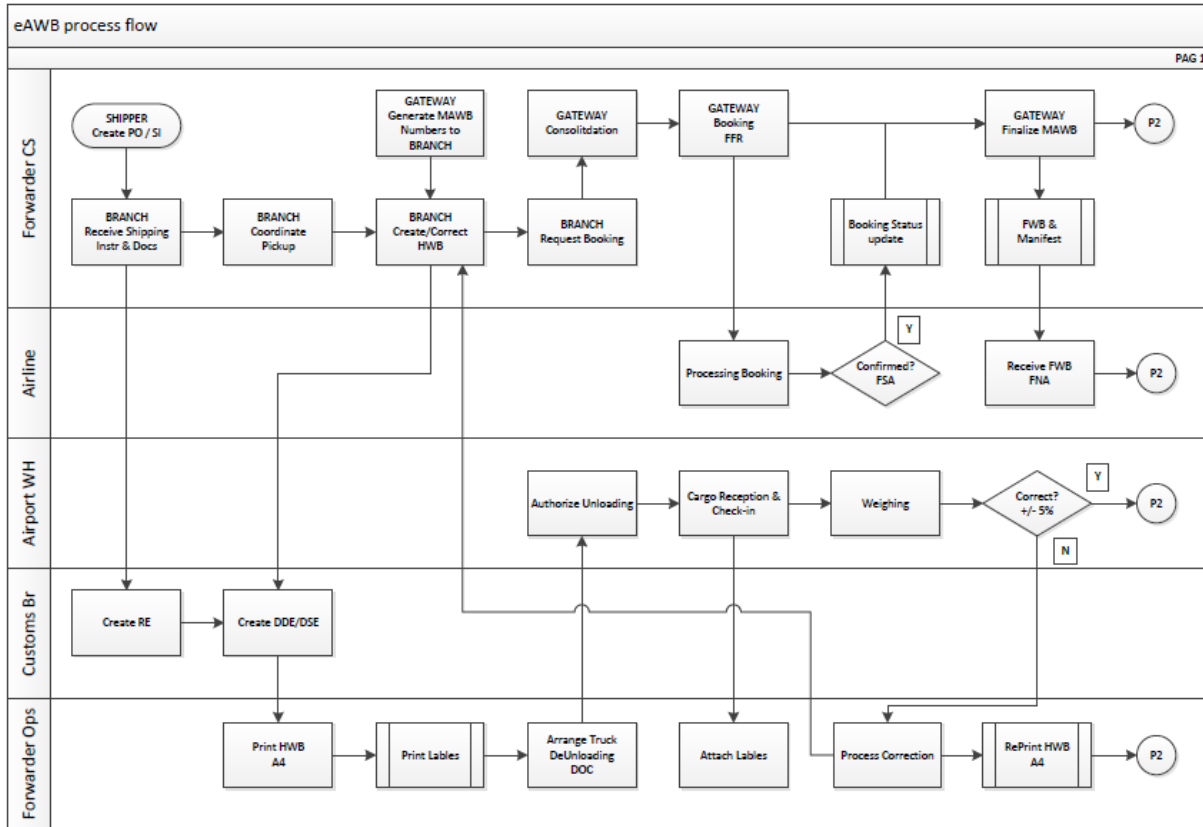 eAWB process flow
PAG 1
Forwarder CS
SHIPPER
Create PO / SI
GATEWAY
Generate MAWB
Numbers to
BRANCH
GATEWAY
Consolitdation
GATEWAY
Booking
FFR
GATEWAY
Finalize MAWB
P2
BRANCH
Receive Shipping
Instr & Docs
BRANCH
Coordinate
Pickup
BRANCH
Create/Correct
HWB
BRANCH
Request Booking
Booking Status
update
FWB &
Manifest
Airline
Processing Booking
Confirmed?
FSA
Y
Receive FWB
FNA
P2
Airport WH
Authorize Unloading
Cargo Reception &
Check-in
Weighing
Correct?
+/- 5%
Y
N
P2
Customs Br
Create RE
Create DDE/DSE
Forwarder Ops
Print HWB
A4
Print Lables
Arrange Truck
DeUnloading
DOC
Attach Lables
Process Correction
RePrint HWB
A4
P2